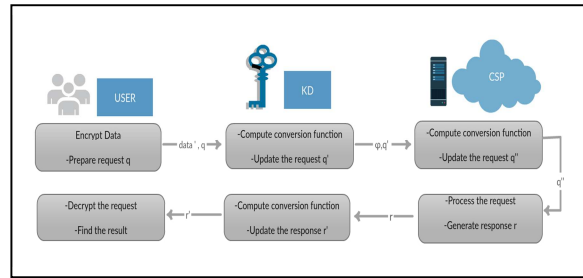 USER
KD
CSP
Encrypt Data
-Prepare request q
data', q
-Compute conversion function
-Update the request q'
φ,q'
-Compute conversion function
-Update the request q''
q''
-Decrypt the request
-Find the result
r'
-Compute conversion function
-Update the response r'
r
-Process the request
-Generate response r